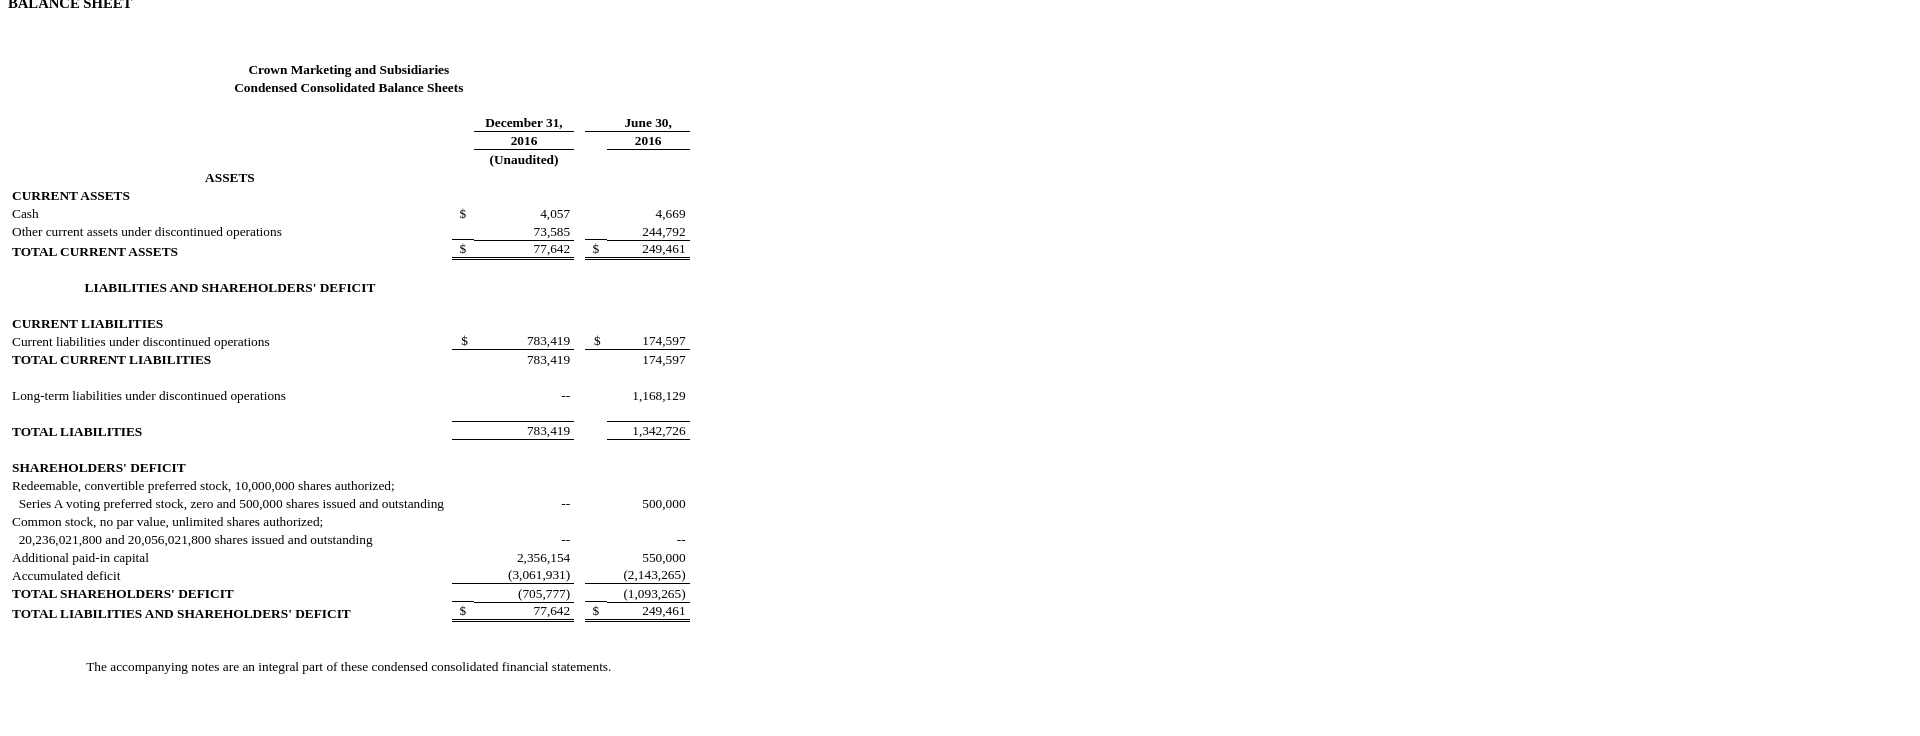 BALANCE SHEET
Crown Marketing and Subsidiaries
Condensed Consolidated Balance Sheets
December 31, June 30,
2016 2016
(Unaudited)
ASSETS
CURRENT ASSETS
Cash $ 4,057 4,669
Other current assets under discontinued operations 73,585 244,792
TOTAL CURRENT ASSETS $ 77,642 $ 249,461
LIABILITIES AND SHAREHOLDERS' DEFICIT
CURRENT LIABILITIES
Current liabilities under discontinued operations $ 783,419 $ 174,597
TOTAL CURRENT LIABILITIES 783,419 174,597
Long-term liabilities under discontinued operations -- 1,168,129
TOTAL LIABILITIES 783,419 1,342,726
SHAREHOLDERS' DEFICIT
Redeemable, convertible preferred stock, 10,000,000 shares authorized;
Series A voting preferred stock, zero and 500,000 shares issued and outstanding -- 500,000
Common stock, no par value, unlimited shares authorized;
20,236,021,800 and 20,056,021,800 shares issued and outstanding -- --
Additional paid-in capital 2,356,154 550,000
Accumulated deficit (3,061,931) (2,143,265)
TOTAL SHAREHOLDERS' DEFICIT (705,777) (1,093,265)
TOTAL LIABILITIES AND SHAREHOLDERS' DEFICIT $ 77,642 $ 249,461
The accompanying notes are an integral part of these condensed consolidated financial statements.